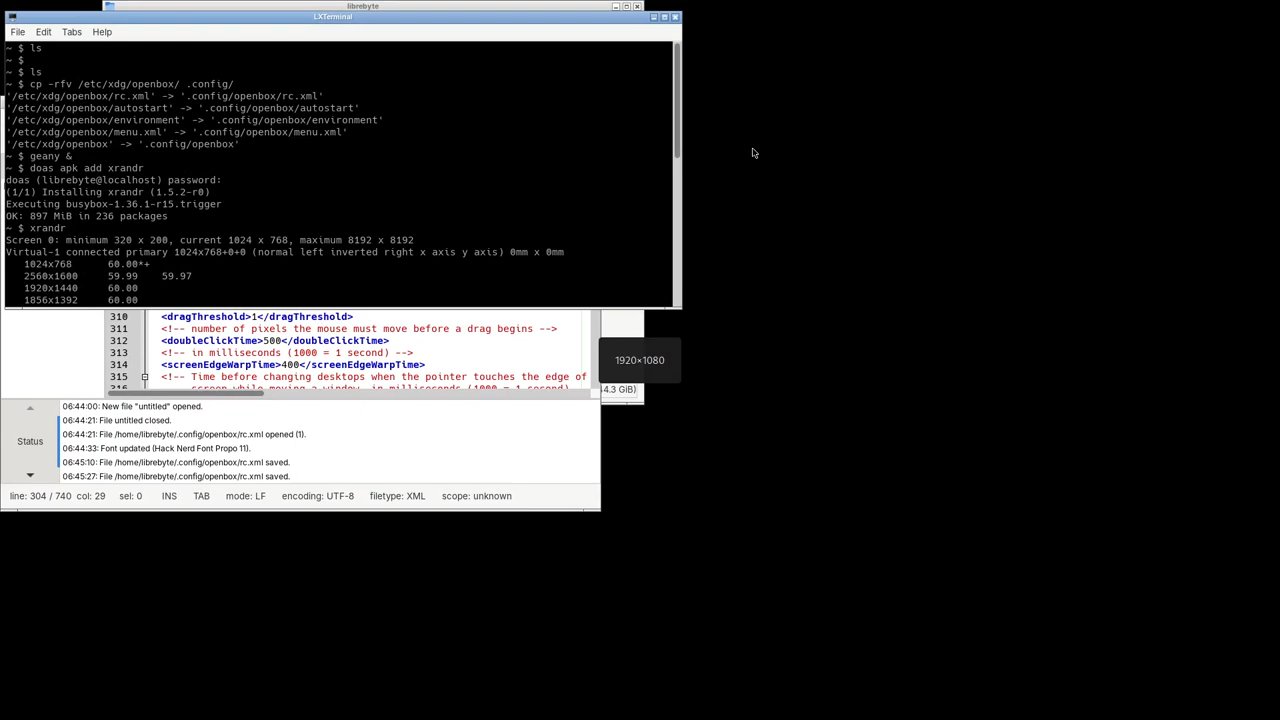 librebyte
LXTerminal
File Edit Tabs Help
~ $ ls
~ $
~ $ ls
~ $ cp -rfv /etc/xdg/openbox/ .config/
'/etc/xdg/openbox/rc.xml' -> '.config/openbox/rc.xml'
'/etc/xdg/openbox/autostart' -> '.config/openbox/autostart'
'/etc/xdg/openbox/environment' -> '.config/openbox/environment'
'/etc/xdg/openbox/menu.xml' -> '.config/openbox/menu.xml'
'/etc/xdg/openbox' -> '.config/openbox'
~ $ geany &
~ $ doas apk add xrandr
doas (librebyte@localhost) password:
(1/1) Installing xrandr (1.5.2-r0)
Executing busybox-1.36.1-r15.trigger
OK: 897 MiB in 236 packages
~ $ xrandr
Screen 0: minimum 320 x 200, current 1024 x 768, maximum 8192 x 8192
Virtual-1 connected primary 1024x768+0+0 (normal left inverted right x axis y axis) 0mm x 0mm
1024x768 60.00*+
2560x1600 59.99 59.97
1920x1440 60.00
1856x1392 60.00
310 <dragThreshold>1</dragThreshold>
311 <!-- number of pixels the mouse must move before a drag begins -->
312 <doubleClickTime>500</doubleClickTime>
313 <!-- in milliseconds (1000 = 1 second) -->
314 <screenEdgeWarpTime>400</screenEdgeWarpTime>
315 <!-- Time before changing desktops when the pointer touches the edge of
316 screen while moving a window, in milliseconds (1000 = 1 second)
1920×1080
4.3 GiB)
06:44:00: New file "untitled" opened.
06:44:21: File untitled closed.
06:44:21: File /home/librebyte/.config/openbox/rc.xml opened (1).
Status
06:44:33: Font updated (Hack Nerd Font Propo 11).
06:45:10: File /home/librebyte/.config/openbox/rc.xml saved.
06:45:27: File /home/librebyte/.config/openbox/rc.xml saved.
line: 304 / 740 col: 29 sel: 0 INS TAB mode: LF encoding: UTF-8 filetype: XML scope: unknown